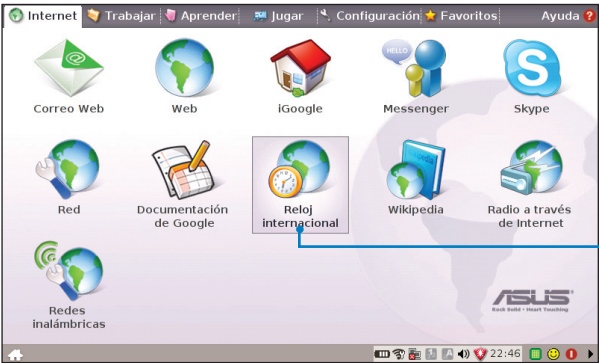 Internet Trabajar Aprender Jugar Configuración Favoritos Ayuda ?
HELLO
Correo Web Web iGoogle Messenger Skype
Red Documentación de Google Reloj internacional Wikipedia Radio a través de Internet
Redes inalámbricas
ASUS
Rock Solid • Heart Touching
22:46